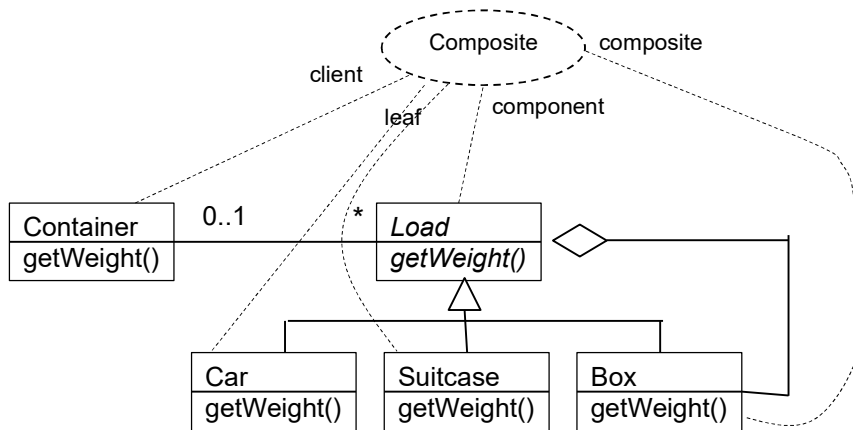 Composite
composite
client
component
leaf
Container
getWeight()
0..1
*
Load
getWeight()
Car
getWeight()
Suitcase
getWeight()
Box
getWeight()